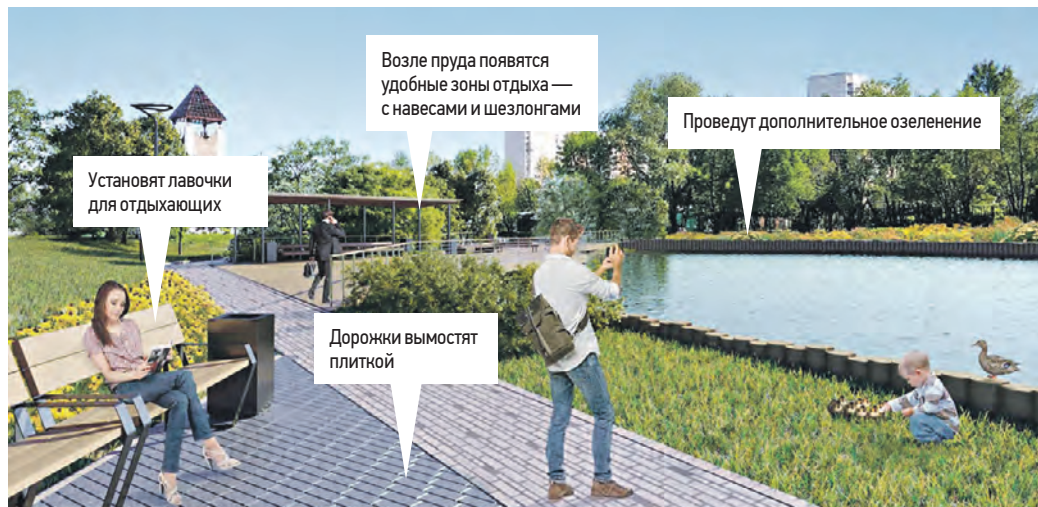 Возле пруда появятся
удобные зоны отдыха —
с навесами и шезлонгами
Проведут дополнительное озеленение
Установят лавочки
для отдыхающих
Дорожки вымостят
плиткой